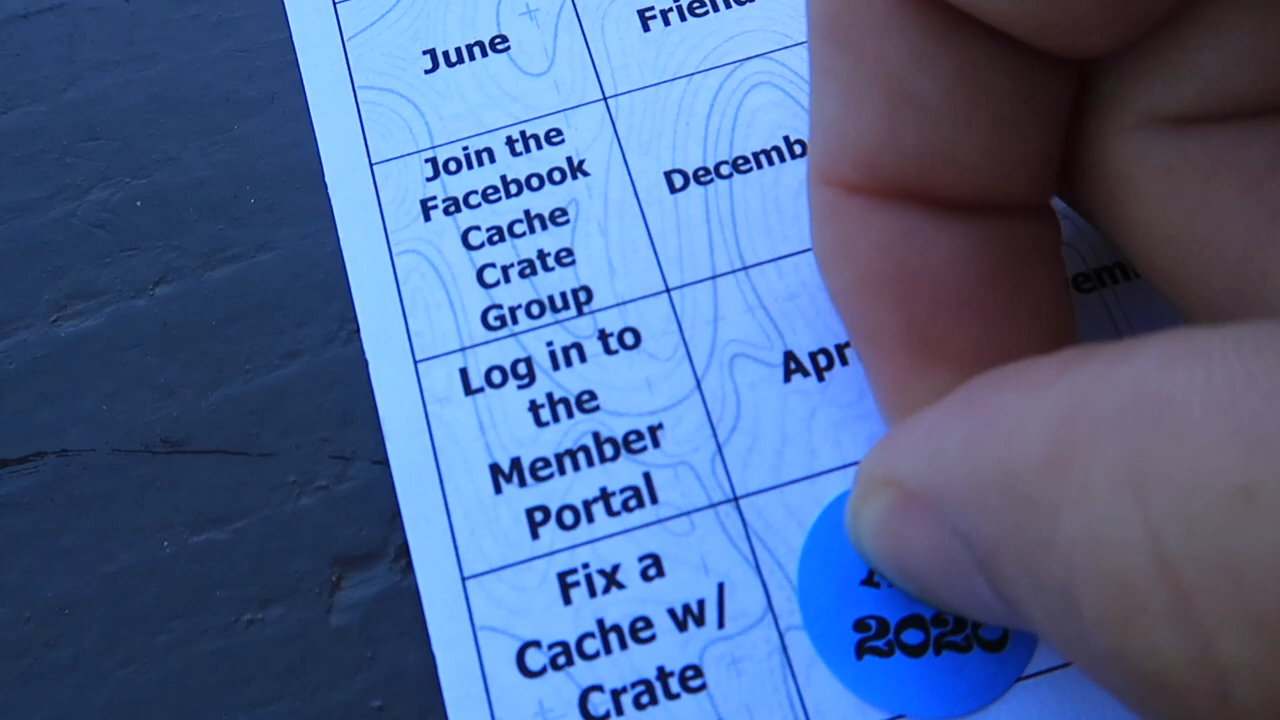 June
Friend
Join the
Facebook
Cache
Crate
Group
Decemb
emb
Log in to
the
Member
Portal
Apr
Fix a
Cache w/
Crate
2020